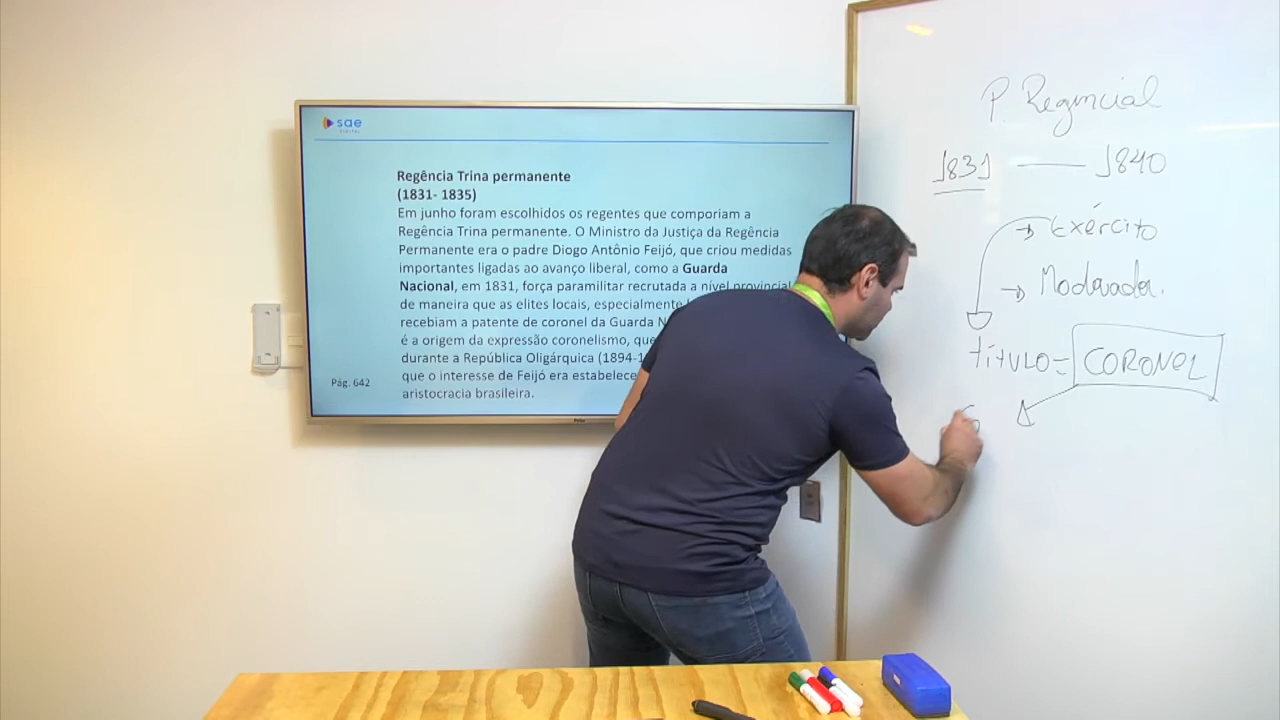 sae
DIGITAL
Regência Trina permanente
(1831- 1835)
Em junho foram escolhidos os regentes que comporiam a
Regência Trina permanente. O Ministro da Justiça da Regência
Permanente era o padre Diogo Antônio Feijó, que criou medidas
importantes ligadas ao avanço liberal, como a Guarda
Nacional, em 1831, força paramilitar recrutada a nível provincial
de maneira que as elites locais, especialmente
recebiam a patente de coronel da Guarda
é a origem da expressão coronelismo,
durante a República Oligárquica (1894-
que o interesse de Feijó era
aristocracia brasileira.
Pág. 642
P. Regencial
1831 — 1840
→ Exército
→ Moderador.
TÍTULO = CORONEL